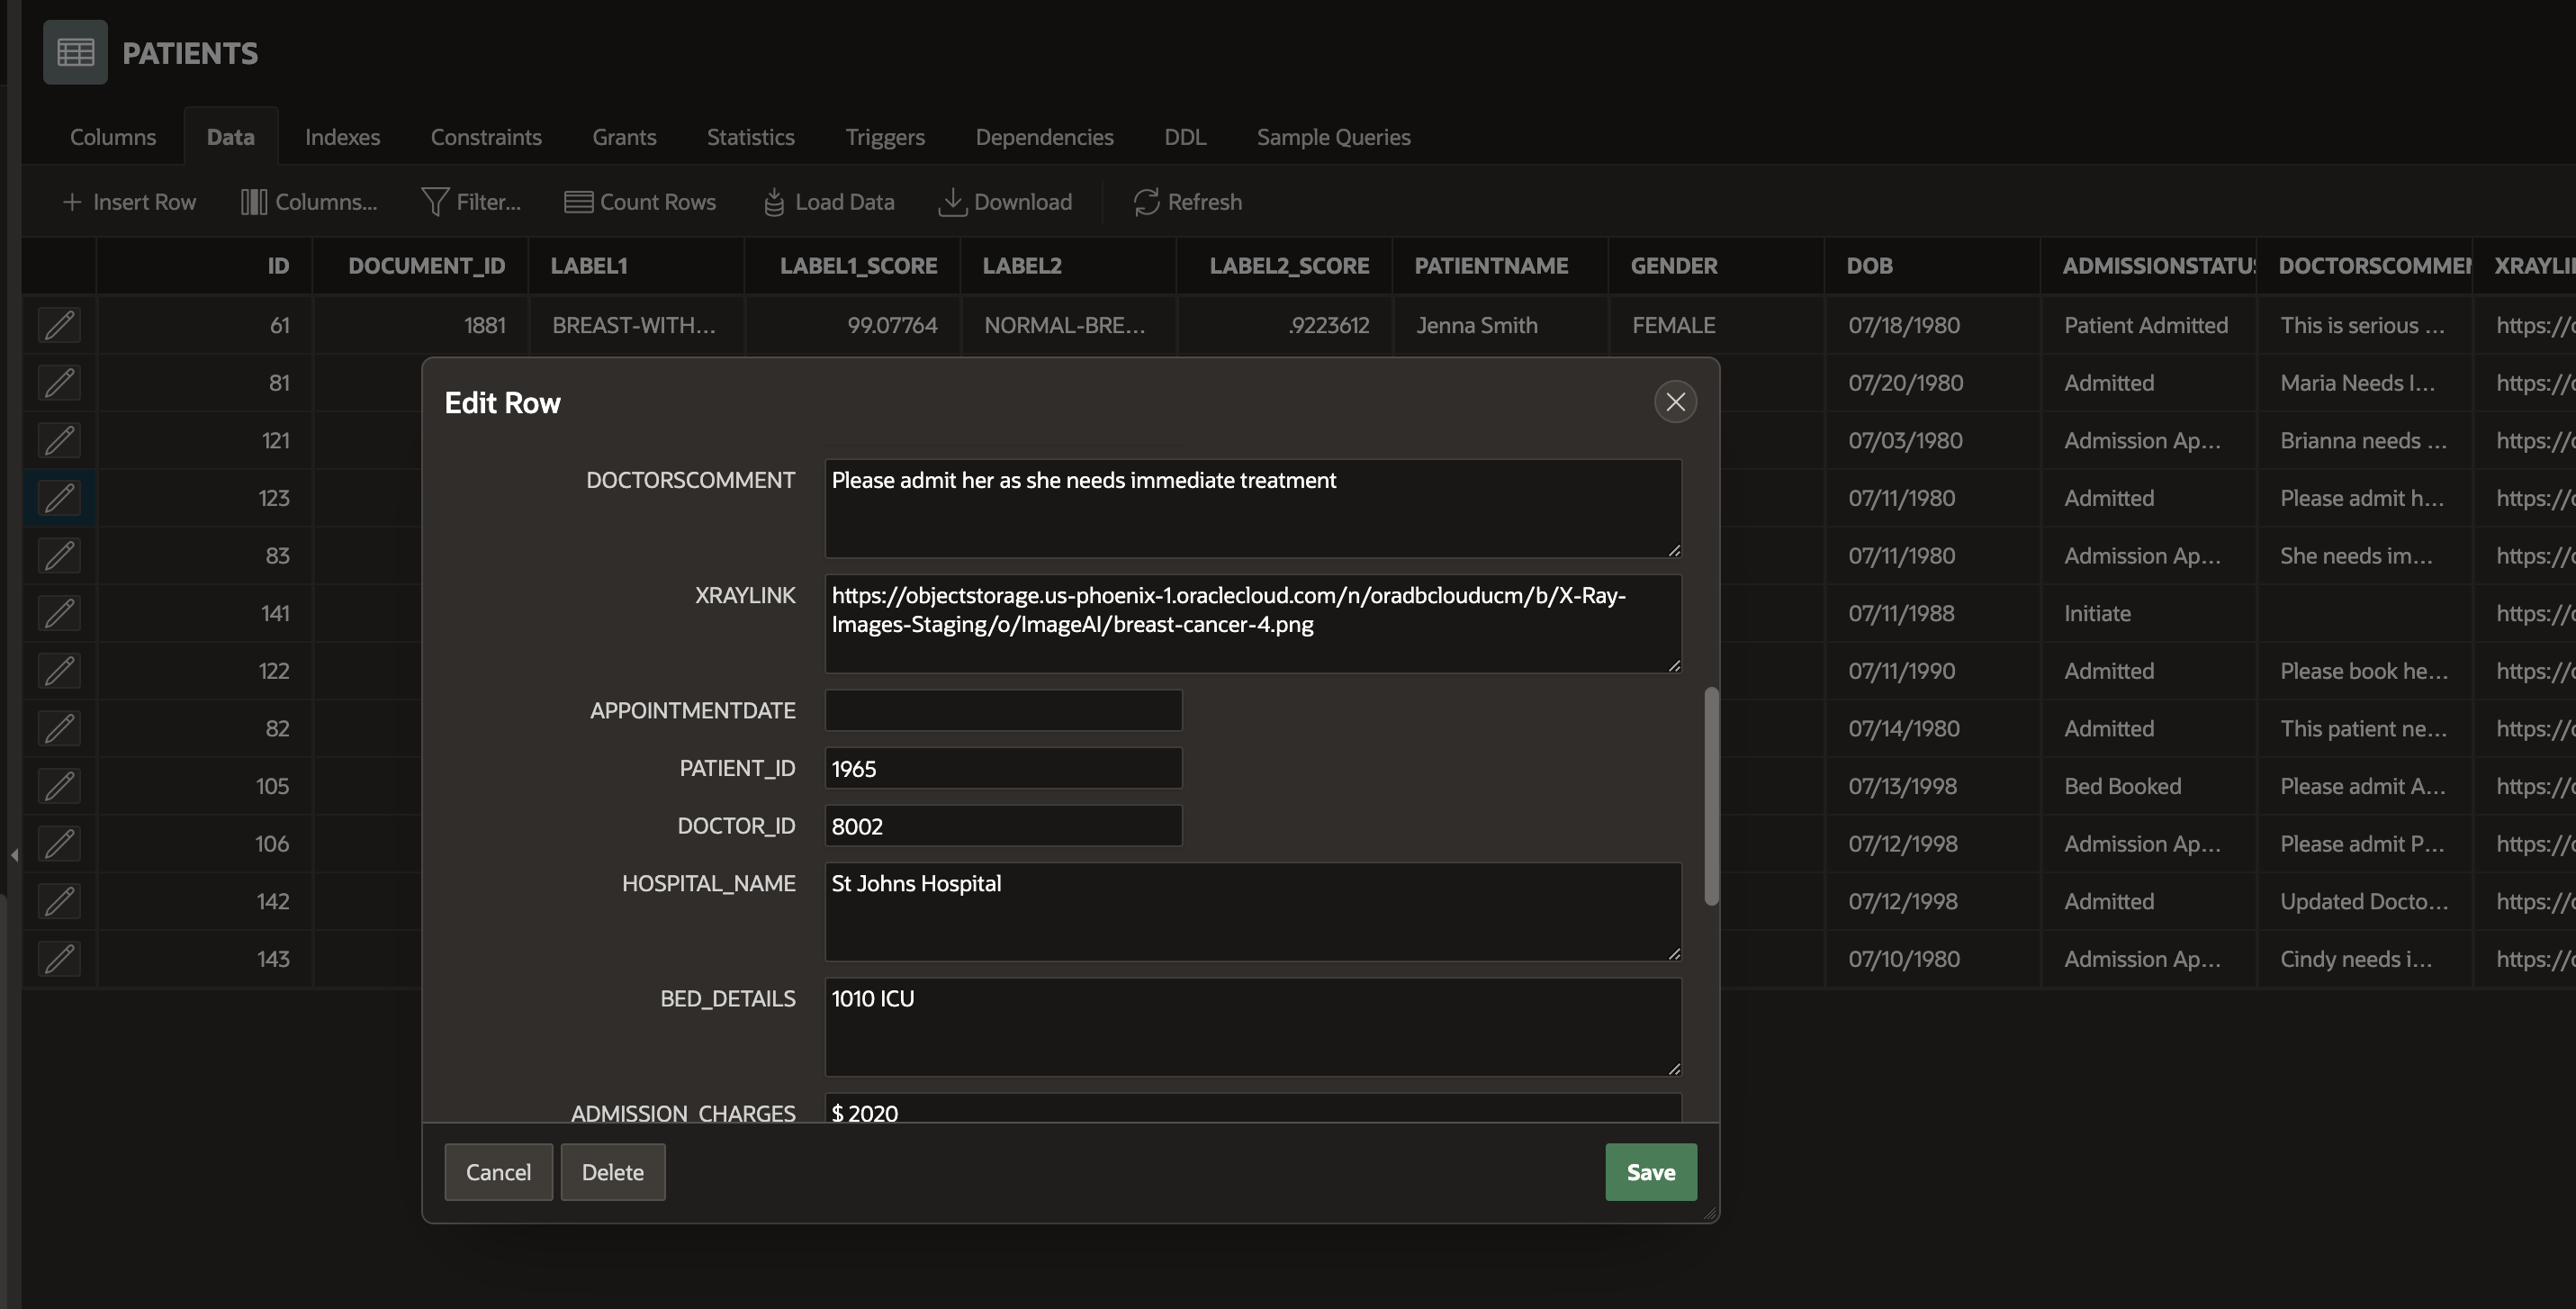 PATIENTS
Columns Data Indexes Constraints Grants Statistics Triggers Dependencies DDL Sample Queries
Insert Row Columns... Filter... Count Rows Load Data Download Refresh
ID DOCUMENT_ID LABEL1 LABEL1_SCORE LABEL2 LABEL2_SCORE PATIENTNAME GENDER DOB ADMISSIONSTATUS DOCTORSCOMMEN XRAYLI
61 1881 BREAST-WITH... 99.07764 NORMAL-BRE... .9223612 Jenna Smith FEMALE 07/18/1980 Patient Admitted This is serious ... https://
81 07/20/1980 Admitted Maria Needs I... https://
121 07/03/1980 Admission Ap... Brianna needs ... https://
123 07/11/1980 Admitted Please admit h... https://
83 07/11/1980 Admission Ap... She needs im... https://
141 07/11/1988 Initiate https://
122 07/11/1990 Admitted Please book he... https://
82 07/14/1980 Admitted This patient ne... https://
105 07/13/1998 Bed Booked Please admit A... https://
106 07/12/1998 Admission Ap... Please admit P... https://
142 07/12/1998 Admitted Updated Docto... https://
143 07/10/1980 Admission Ap... Cindy needs i... https://
Edit Row
DOCTORSCOMMENT Please admit her as she needs immediate treatment
XRAYLINK https://objectstorage.us-phoenix-1.oraclecloud.com/n/oradbclouducm/b/X-Ray-
Images-Staging/o/ImageAI/breast-cancer-4.png
APPOINTMENTDATE
PATIENT_ID 1965
DOCTOR_ID 8002
HOSPITAL_NAME St Johns Hospital
BED_DETAILS 1010 ICU
ADMISSION_CHARGES $ 2020
Cancel Delete Save